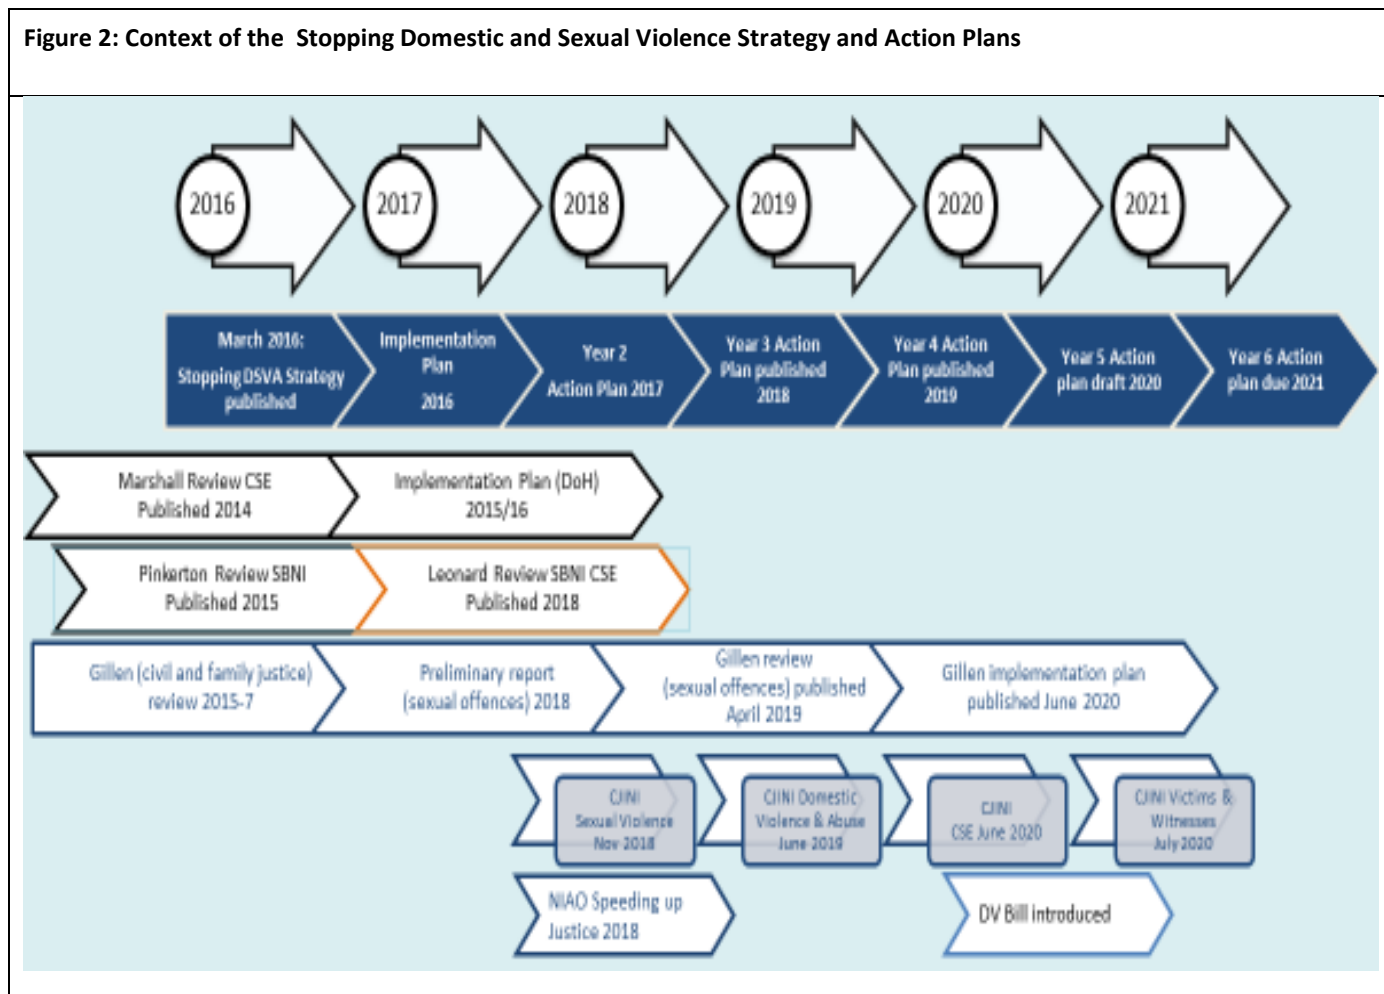 Figure 2: Context of the Stopping Domestic and Sexual Violence Strategy and Action Plans
2016
2017
2018
2019
2020
2021
March 2016:
Stopping DSVA Strategy
published
Implementation
Plan
2016
Year 2
Action Plan 2017
Year 3 Action
Plan published
2018
Year 4 Action
Plan published
2019
Year 5 Action
plan draft 2020
Year 6 Action
plan due 2021
Marshall Review CSE
Published 2014
Implementation Plan (DoH)
2015/16
Pinkerton Review SBNI
Published 2015
Leonard Review SBNI CSE
Published 2018
Gillen (civil and family justice)
review 2015-7
Preliminary report
(sexual offences) 2018
Gillen review
(sexual offences) published
April 2019
Gillen implementation plan
published June 2020
CJINI
Sexual Violence
Nov 2018
CJINI Domestic
Violence & Abuse
June 2019
CJINI
CSE June 2020
CJINI Victims &
Witnesses
July 2020
NIAO Speeding up
Justice 2018
DV Bill introduced